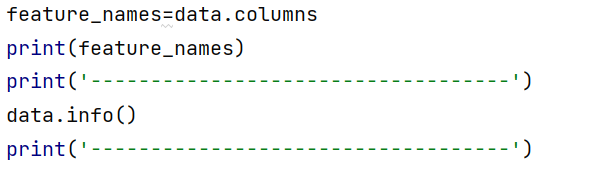 feature_names=data.columns
print(feature_names)
print('-----------------------------------')
data.info()
print('-----------------------------------')